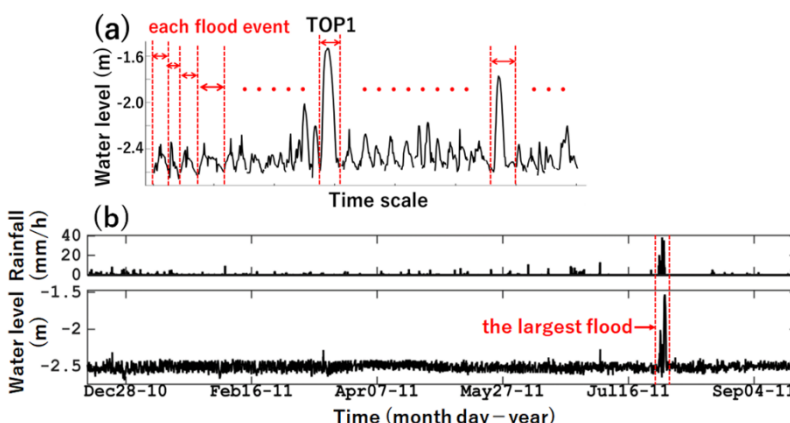 (a)
each flood event
TOP1
Water level (m)
-1.6
-2.0
-2.4
Time scale
(b)
Rainfall
(mm/h)
40
20
0
Water level
(m)
-1.5
-2
-2.5
the largest flood
Dec28-10
Feb16-11
Apr07-11
May27-11
Jul16-11
Sep04-11
Time (month day-year)